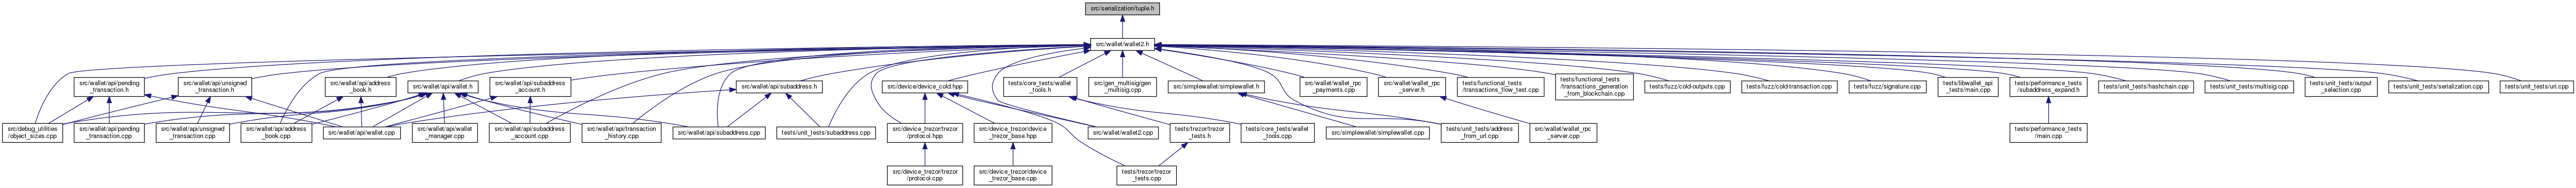 src/serialization/tuple.h
src/wallet/wallet2.h
src/wallet/api/pending
_transaction.h
src/wallet/api/unsigned
_transaction.h
src/wallet/api/address
_book.h
src/wallet/api/wallet.h
src/wallet/api/subaddress
_account.h
src/wallet/api/subaddress.h
src/device/device_cold.hpp
tests/core_tests/wallet
_tools.h
src/gen_multisig/gen
_multisig.cpp
src/simplewallet/simplewallet.h
src/wallet/wallet_rpc
_payments.cpp
src/wallet/wallet_rpc
_server.h
tests/functional_tests
/transactions_flow_test.cpp
tests/functional_tests
/transactions_generation
_from_blockchain.cpp
tests/fuzz/cold-outputs.cpp
tests/fuzz/cold-transaction.cpp
tests/fuzz/signature.cpp
tests/libwallet_api
_tests/main.cpp
tests/performance_tests
/subaddress_expand.h
tests/unit_tests/hashchain.cpp
tests/unit_tests/multisig.cpp
tests/unit_tests/output
_selection.cpp
tests/unit_tests/serialization.cpp
tests/unit_tests/uri.cpp
src/debug_utilities
/object_sizes.cpp
src/wallet/api/pending
_transaction.cpp
src/wallet/api/unsigned
_transaction.cpp
src/wallet/api/address
_book.cpp
src/wallet/api/wallet.cpp
src/wallet/api/wallet
_manager.cpp
src/wallet/api/subaddress
_account.cpp
src/wallet/api/transaction
_history.cpp
src/wallet/api/subaddress.cpp
tests/unit_tests/subaddress.cpp
src/device_trezor/trezor
/protocol.hpp
src/device_trezor/device
_trezor_base.hpp
src/wallet/wallet2.cpp
tests/trezor/trezor
_tests.h
tests/core_tests/wallet
_tools.cpp
src/simplewallet/simplewallet.cpp
tests/unit_tests/address
_from_url.cpp
src/wallet/wallet_rpc
_server.cpp
tests/performance_tests
/main.cpp
src/device_trezor/trezor
/protocol.cpp
src/device_trezor/device
_trezor_base.cpp
tests/trezor/trezor
_tests.cpp